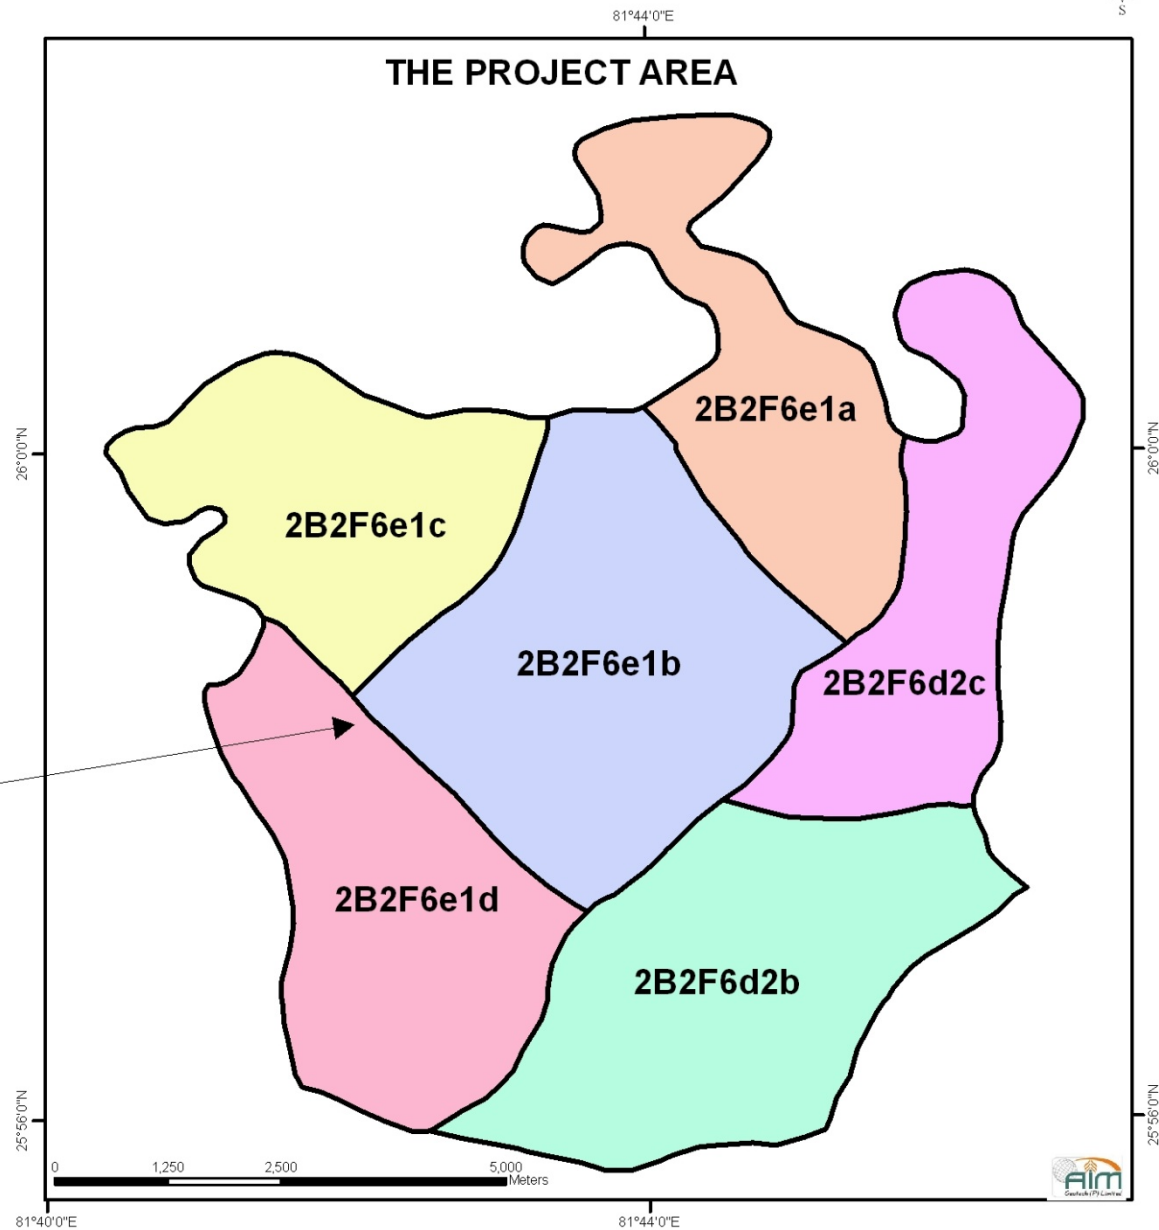 81°44'0"E
S
THE PROJECT AREA
2B2F6e1a
26°0'0"N
26°0'0"N
2B2F6e1c
2B2F6e1b
2B2F6d2c
2B2F6e1d
2B2F6d2b
25°56'0"N
25°56'0"N
0 1,250 2,500 5,000
Meters
AIM
Geotech (P) Limited
81°40'0"E
81°44'0"E